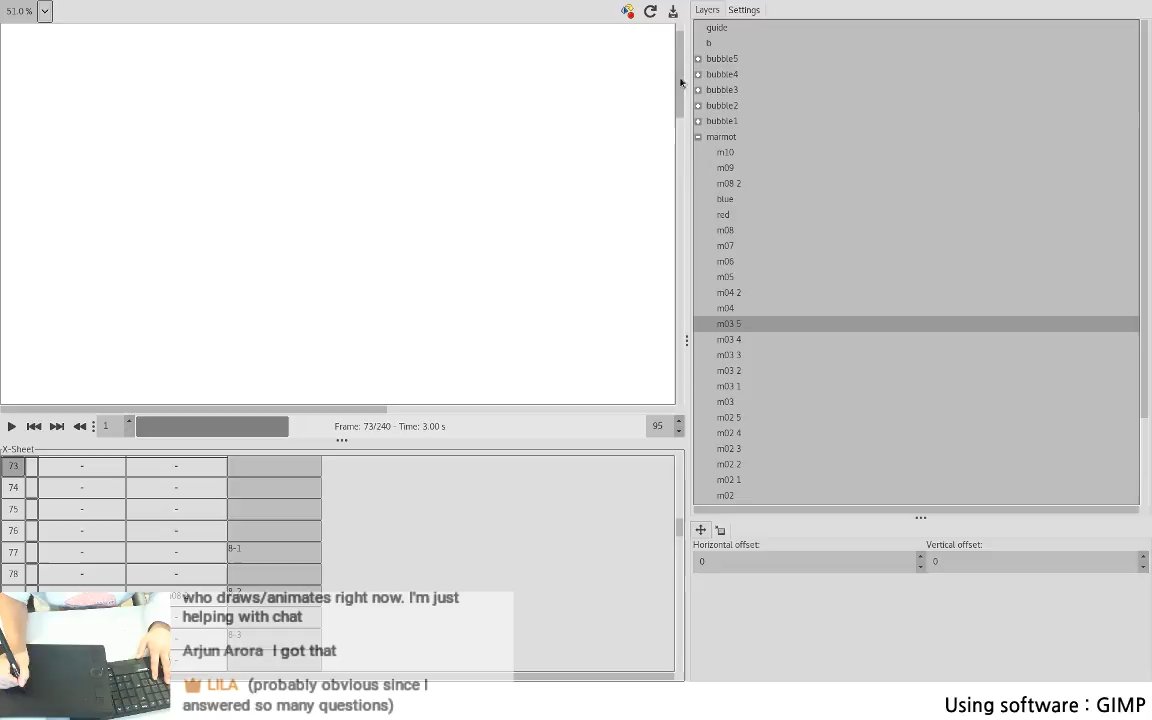 51.0 %
Layers Settings
guide
b
bubble5
bubble4
bubble3
bubble2
bubble1
marmot
m10
m09
m08 2
blue
red
m08
m07
m06
m05
m04 2
m04
m03 5
m03 4
m03 3
m03 2
m03 1
m03
m02 5
m02 4
m02 3
m02 2
m02 1
m02
1 Frame: 73/240 - Time: 3.00 s 95
X-Sheet
73 - -
74 - -
75 - -
76 - -
77 - - 8-1
78 - -
8-3
Horizontal offset: Vertical offset:
0 0
who draws/animates right now. I'm just
helping with chat
Arjun Arora I got that
LILA (probably obvious since I
answered so many questions)
Using software : GIMP